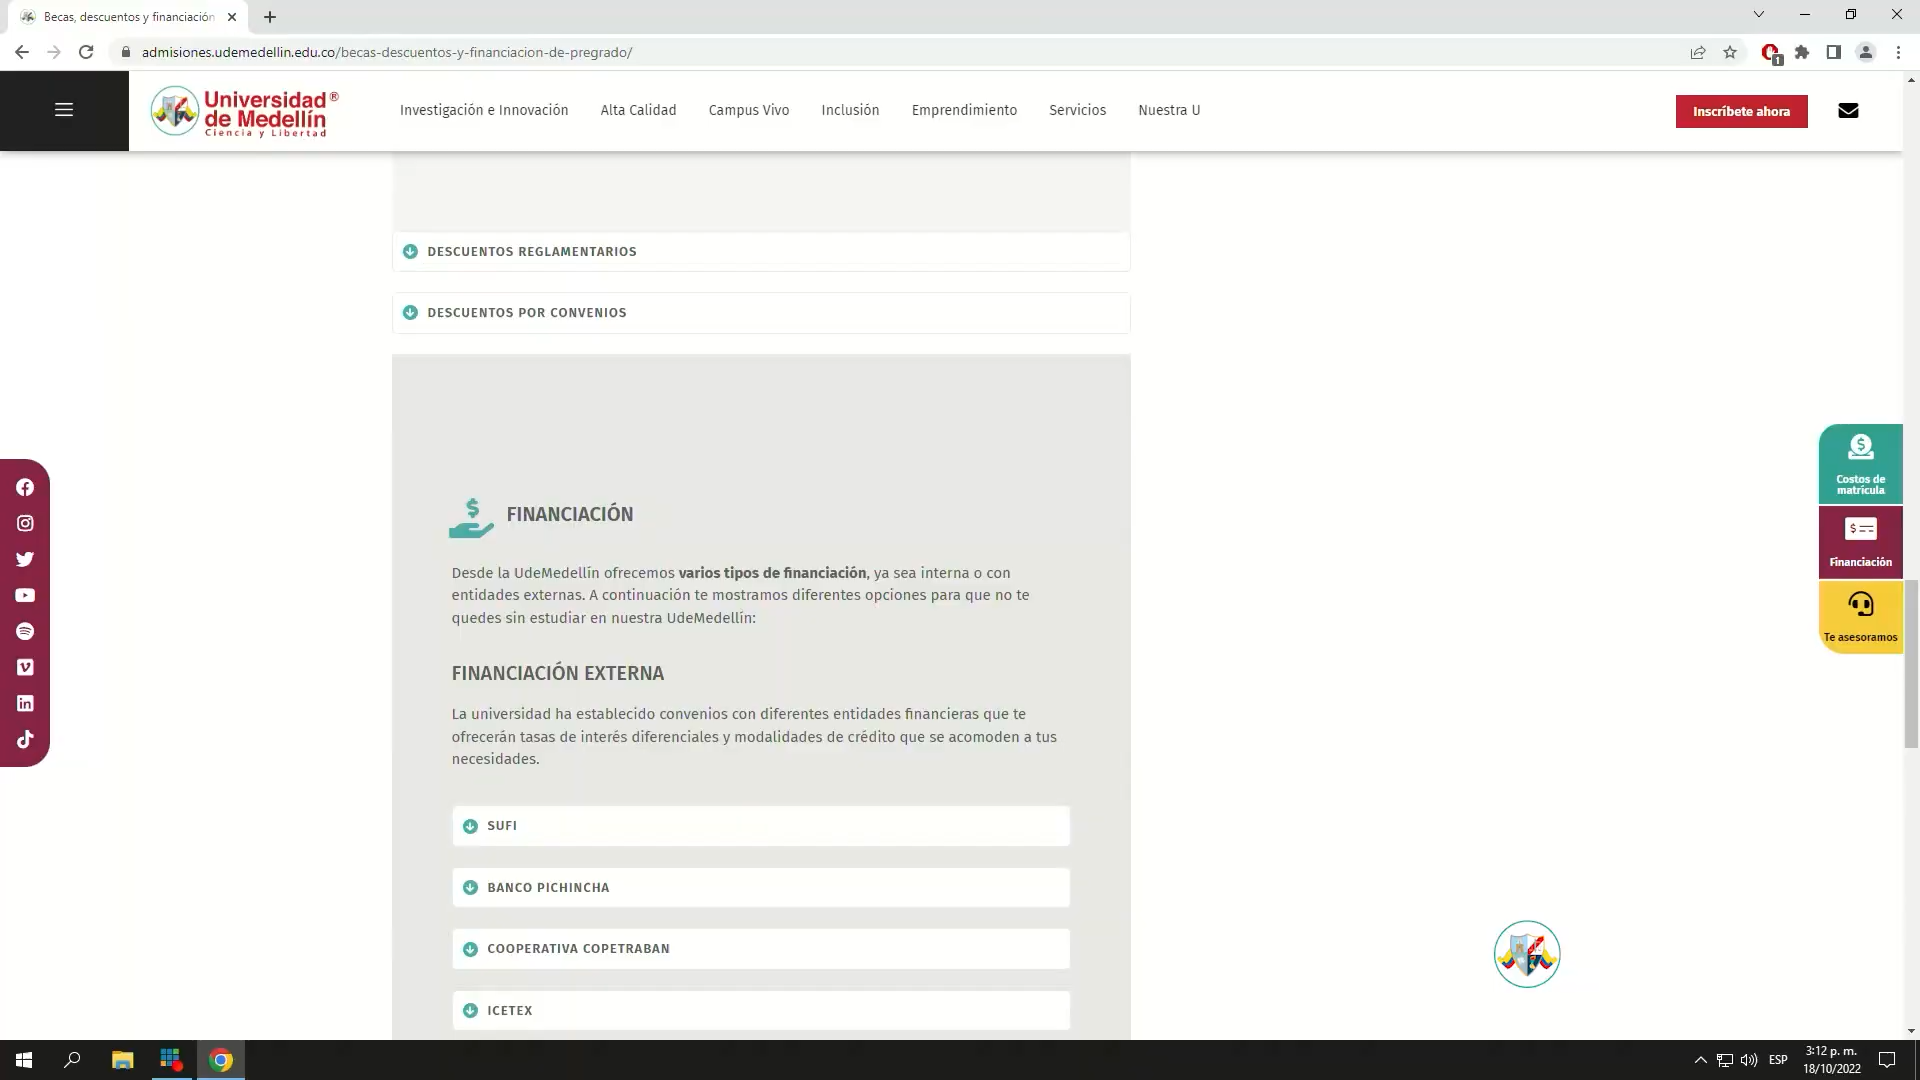 Becas, descuentos y financiación
admisiones.udemedellin.edu.co/becas-descuentos-y-financiacion-de-pregrado/
1
Universidad®
de Medellín
Ciencia y Libertad
Investigación e Innovación
Alta Calidad
Campus Vivo
Inclusión
Emprendimiento
Servicios
Nuestra U
Inscríbete ahora
DESCUENTOS REGLAMENTARIOS
DESCUENTOS POR CONVENIOS
FINANCIACIÓN
Desde la UdeMedellín ofrecemos varios tipos de financiación, ya sea interna o con
entidades externas. A continuación te mostramos diferentes opciones para que no te
quedes sin estudiar en nuestra UdeMedellín:
FINANCIACIÓN EXTERNA
La universidad ha establecido convenios con diferentes entidades financieras que te
ofrecerán tasas de interés diferenciales y modalidades de crédito que se acomoden a tus
necesidades.
SUFI
BANCO PICHINCHA
COOPERATIVA COPETRABAN
ICETEX
Costos de
matrícula
Financiación
Te asesoramos
ESP
3:12 p. m.
18/10/2022